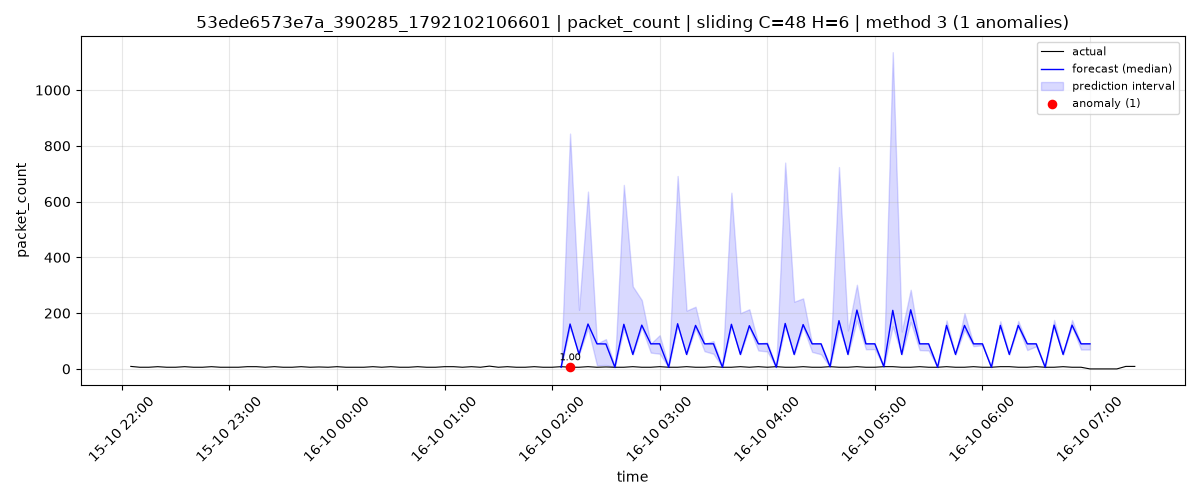 53ede6573e7a_390285_1792102106601 | packet_count | sliding C=48 H=6 | method 3 (1 anomalies)
actual
forecast (median)
prediction interval
anomaly (1)
packet_count
1000
800
600
400
200
0
1.00
15-10 22:00
15-10 23:00
16-10 00:00
16-10 01:00
16-10 02:00
16-10 03:00
16-10 04:00
16-10 05:00
16-10 06:00
16-10 07:00
time